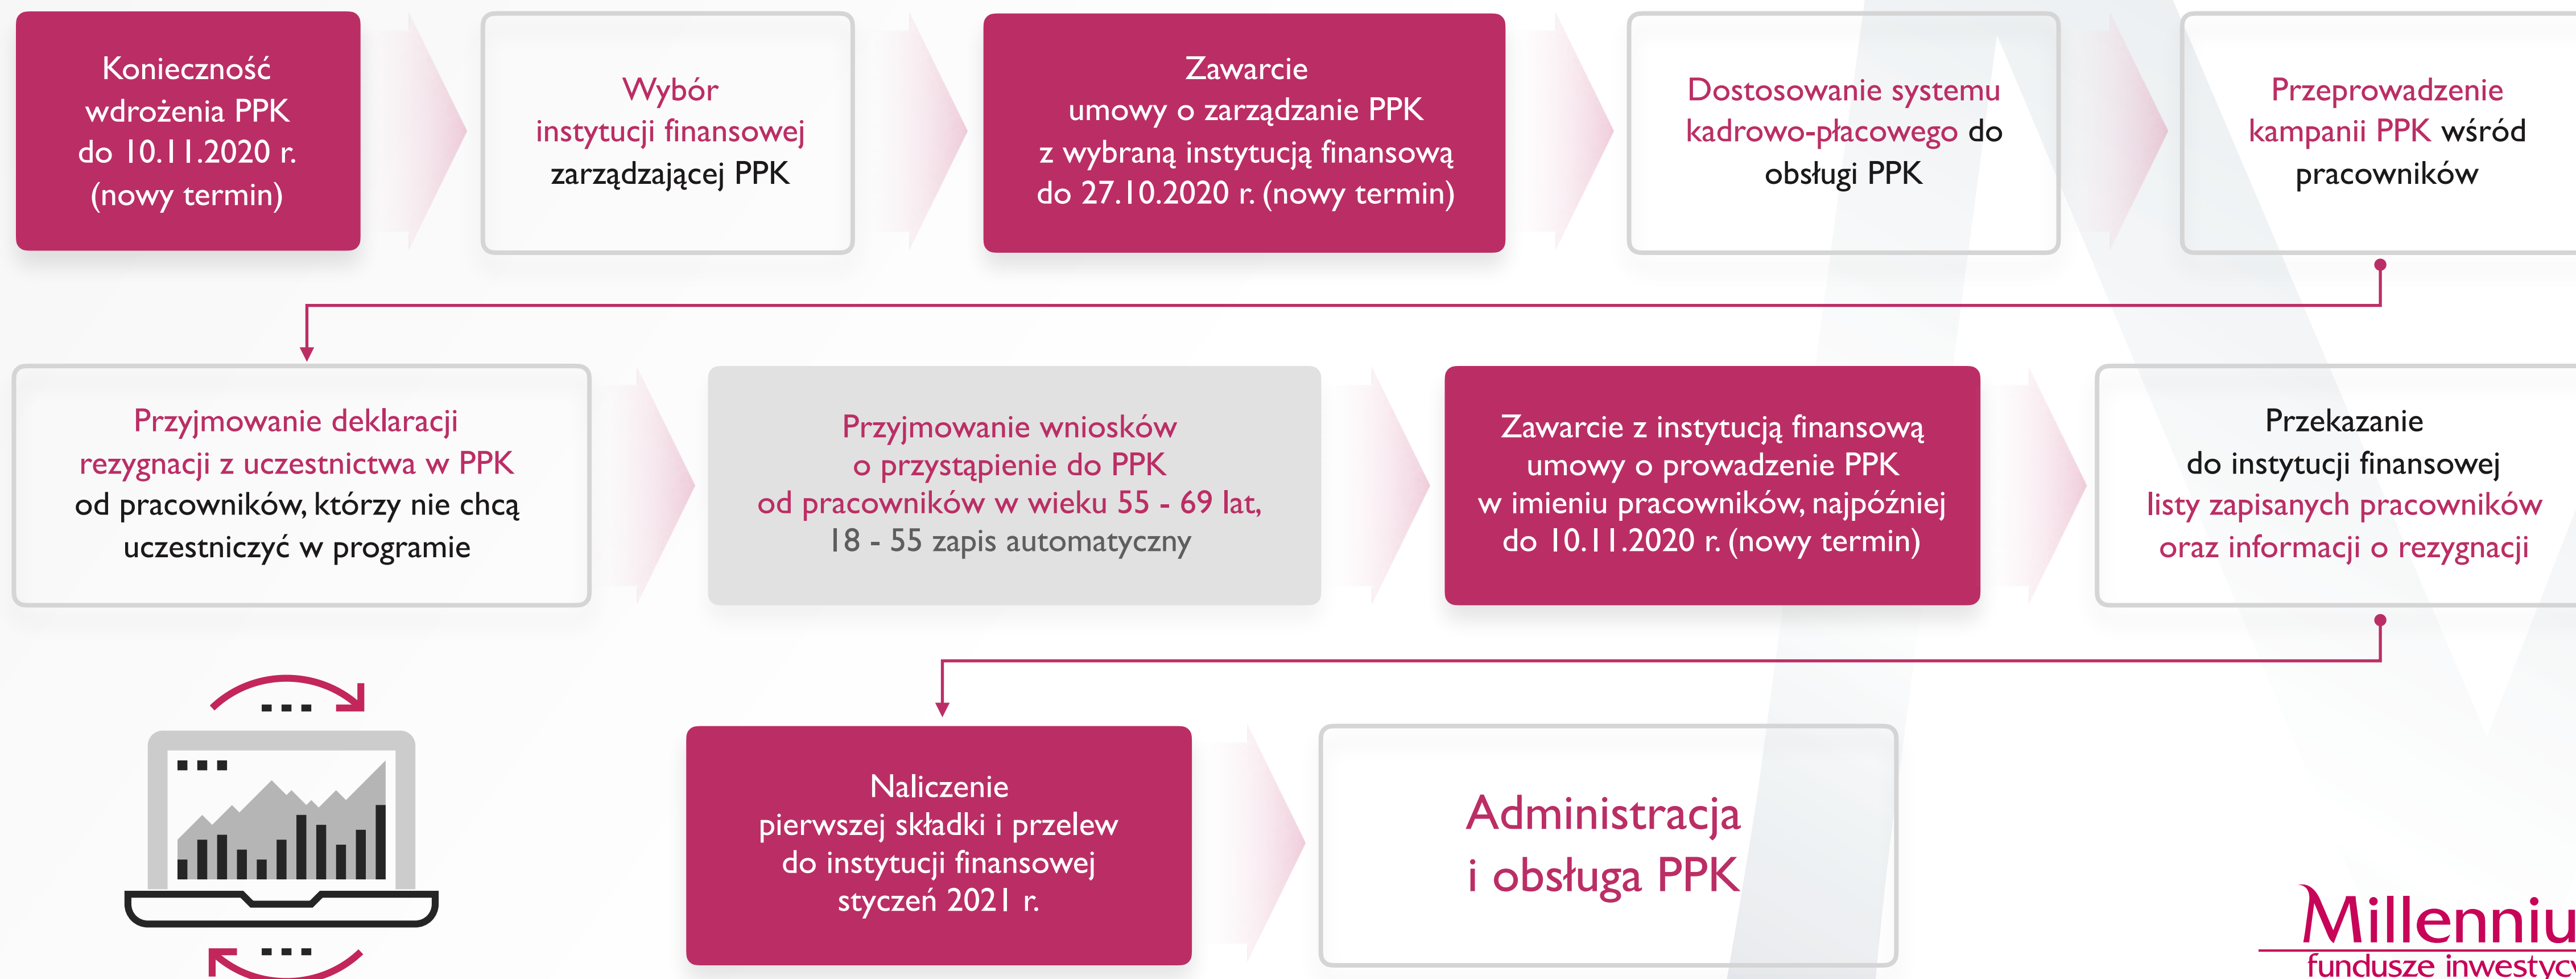 Konieczność
wdrożenia PPK
do 10.11.2020 r.
(nowy termin)
Wybór
instytucji finansowej
zarządzającej PPK
Zawarcie
umowy o zarządzanie PPK
z wybraną instytucją finansową
do 27.10.2020 r. (nowy termin)
Dostosowanie systemu
kadrowo-płacowego do
obsługi PPK
Przeprowadzenie
kampanii PPK wśród
pracowników
Przyjmowanie deklaracji
rezygnacji z uczestnictwa w PPK
od pracowników, którzy nie chcą
uczestniczyć w programie
Przyjmowanie wniosków
o przystąpienie do PPK
od pracowników w wieku 55 - 69 lat,
18 - 55 zapis automatyczny
Zawarcie z instytucją finansową
umowy o prowadzenie PPK
w imieniu pracowników, najpóźniej
do 10.11.2020 r. (nowy termin)
Przekazanie
do instytucji finansowej
listy zapisanych pracowników
oraz informacji o rezygnacji
Naliczenie
pierwszej składki i przelew
do instytucji finansowej
styczeń 2021 r.
Administracja
i obsługa PPK
Millenniu
fundusze inwestycy